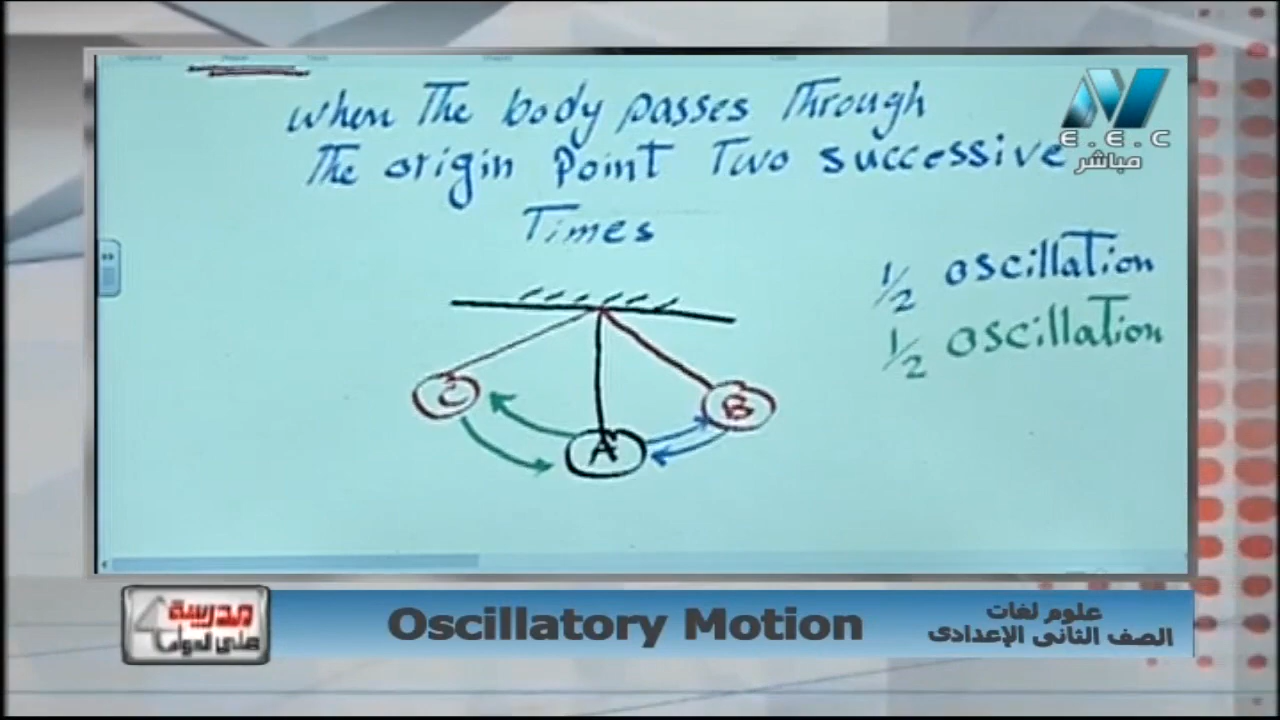 when The body passes Through
The origin Point Two successive
Times
1/2 oscillation
1/2 oscillation
C
B
A
E.E.C
مباشر
مدرسة
على الهواء
Oscillatory Motion
علوم لغات
الصف الثانى الإعدادى